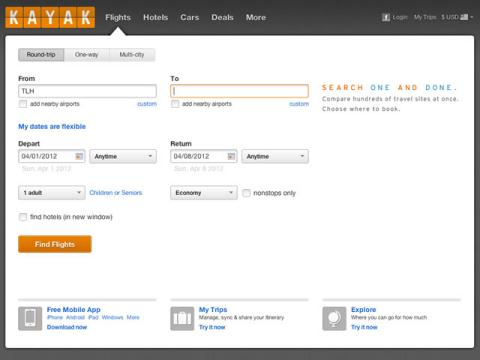 KAYAK Flights Hotels Cars Deals More Login My Trips $ USD
Round-trip One-way Multi-city
From To
TLH
add nearby airports custom add nearby airports custom
SEARCH ONE AND DONE.
Compare hundreds of travel sites at once.
Choose where to book.
My dates are flexible
Depart Return
04/01/2012 Anytime 04/08/2012 Anytime
Sun, Apr 1 2012 Sun, Apr 8 2012
1 adult Children or Seniors Economy nonstops only
find hotels (in new window)
Find Flights
Free Mobile App
iPhone Android iPad Windows More
Download now
My Trips
Manage, sync & share your itinerary
Try it now
Explore
Where you can go for how much
Try it now